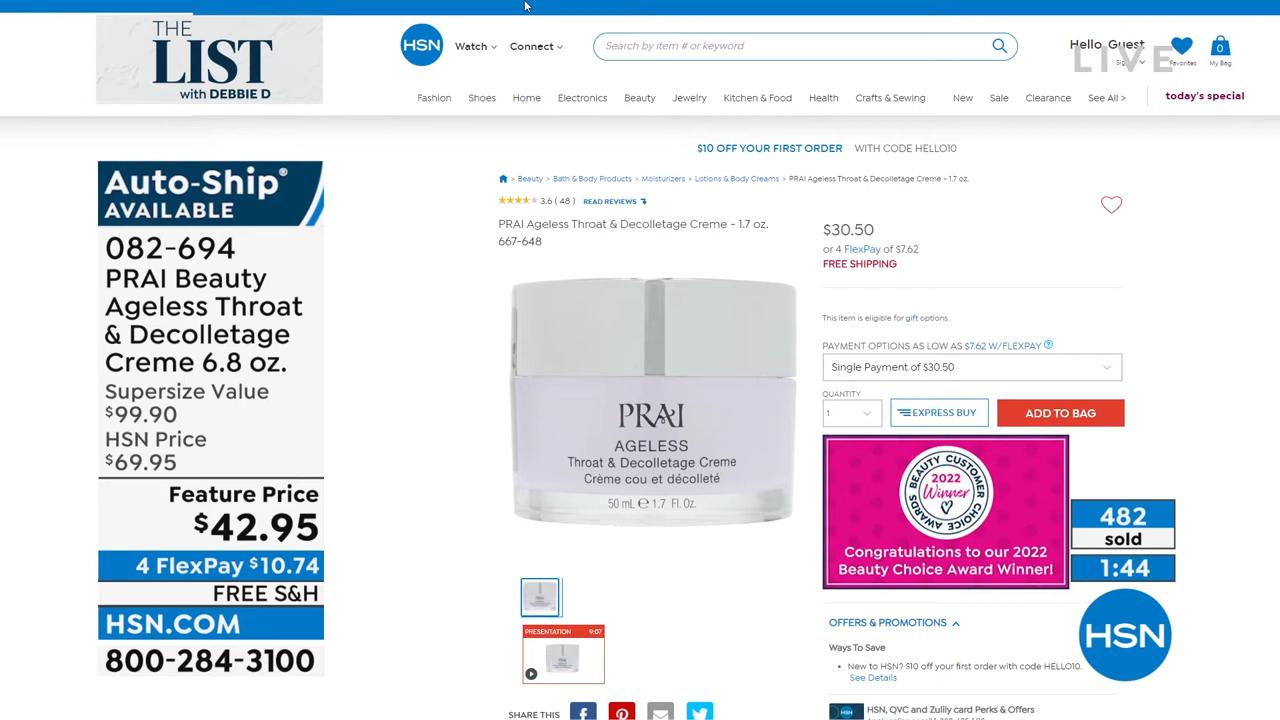 THE
LIST
with DEBBIE D
HSN
Watch
Connect
Search by item # or keyword
Hello, Guest
LIVE
Favorites
0
My Bag
Fashion
Shoes
Home
Electronics
Beauty
Jewelry
Kitchen & Food
Health
Crafts & Sewing
New
Sale
Clearance
See All >
today's special
$10 OFF YOUR FIRST ORDER WITH CODE HELLO10
> Beauty > Bath & Body Products > Moisturizers > Lotions & Body Creams > PRAI Ageless Throat & Decolletage Creme - 1.7 oz.
3.6 ( 48 ) READ REVIEWS
PRAI Ageless Throat & Decolletage Creme - 1.7 oz.
667-648
$30.50
or 4 FlexPay of $7.62
FREE SHIPPING
This item is eligible for gift options.
PAYMENT OPTIONS AS LOW AS $7.62 W/FLEXPAY ?
Single Payment of $30.50
QUANTITY
1
EXPRESS BUY
ADD TO BAG
Auto-Ship®
AVAILABLE
082-694
PRAI Beauty
Ageless Throat
& Decolletage
Creme 6.8 oz.
Supersize Value
$99.90
HSN Price
$69.95
Feature Price
$42.95
4 FlexPay $10.74
FREE S&H
HSN.COM
800-284-3100
PRAI
AGELESS
Throat & Decolletage Creme
Crème cou et décolleté
50 mL ℮ 1.7 Fl. Oz.
BEAUTY CUSTOMER CHOICE AWARDS
2022
Winner
Congratulations to our 2022
Beauty Choice Award Winner!
482
sold
1:44
HSN
PRESENTATION 9:07
PRAI
OFFERS & PROMOTIONS
Ways To Save
New to HSN? $10 off your first order with code HELLO10.
See Details
HSN, QVC and Zulily card Perks & Offers
SHARE THIS